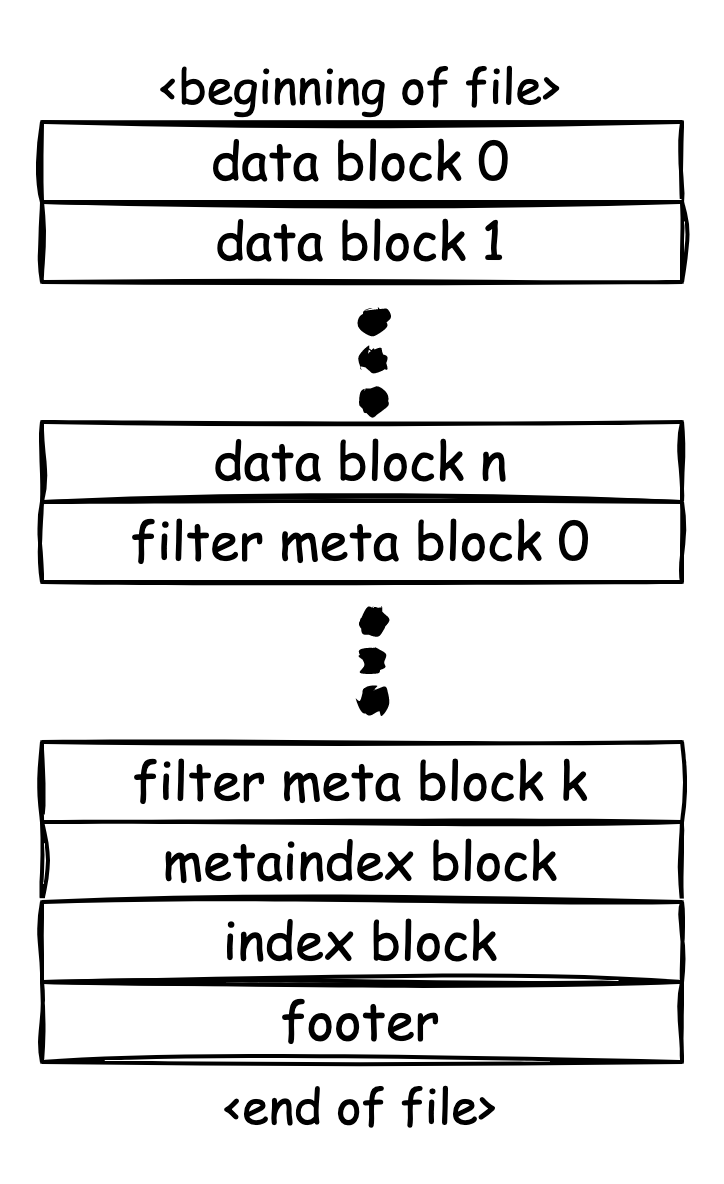 <beginning of file>
data block 0
data block 1
data block n
filter meta block 0
filter meta block k
metaindex block
index block
footer
<end of file>